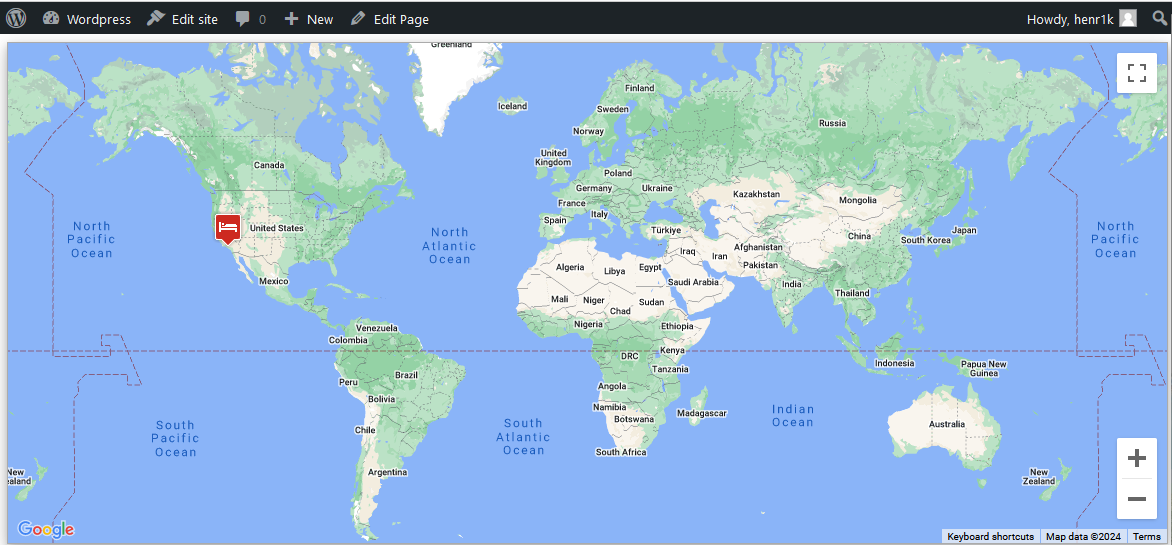 Wordpress Edit site 0 New Edit Page Howdy, henr1k
Greenland
Iceland
Finland
Sweden
Norway
Russia
United
Kingdom
Canada
Poland
Germany
Ukraine
Kazakhstan
France
Mongolia
Italy
Spain
United States
Türkiye
Japan
China
South Korea
North
Pacific
Ocean
North
Atlantic
Ocean
North
Pacific
Ocean
Iraq
Iran
Afghanistan
Pakistan
Algeria
Libya
Egypt
Saudi Arabia
India
Mexico
Thailand
Mali
Niger
Sudan
Chad
Nigeria
Ethiopia
Venezuela
Colombia
DRC
Kenya
Tanzania
Indonesia
Papua New
Guinea
Brazil
Peru
Angola
Bolivia
Namibia
Botswana
Madagascar
Indian
Ocean
South
Pacific
Ocean
South
Atlantic
Ocean
Chile
Australia
South Africa
Argentina
New
ealand
New
Zealand
Google
Keyboard shortcuts Map data ©2024 Terms